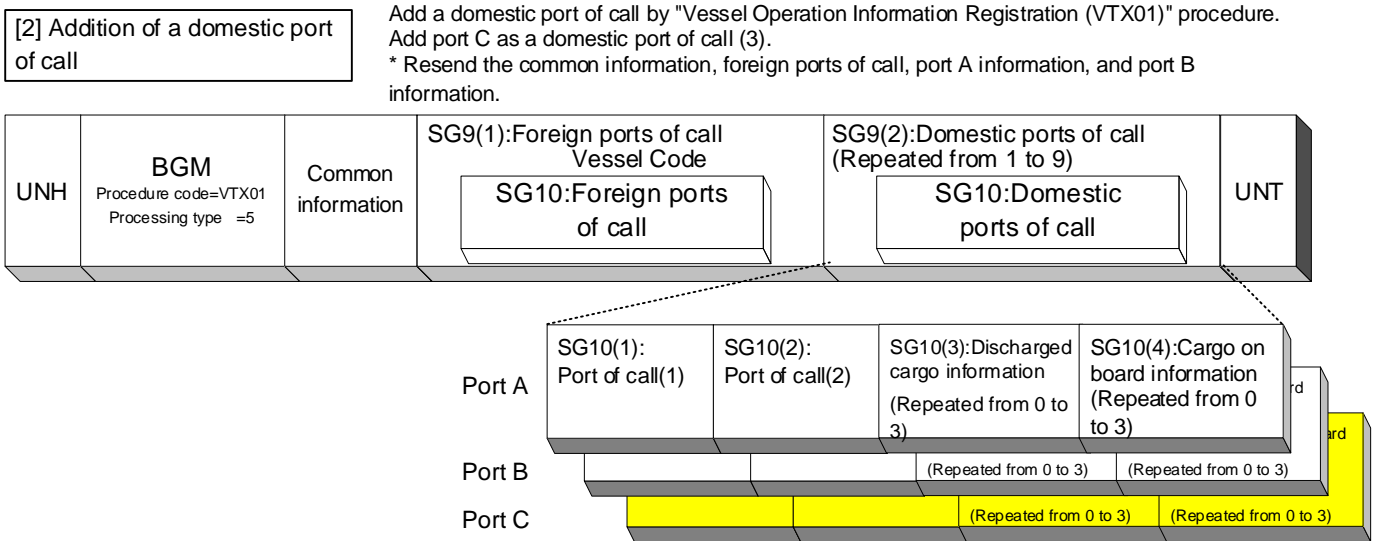 [2] Addition of a domestic port
of call
Add a domestic port of call by "Vessel Operation Information Registration (VTX01)" procedure.
Add port C as a domestic port of call (3).
* Resend the common information, foreign ports of call, port A information, and port B
information.
UNH
BGM
Procedure code=VTX01
Processing type =5
Common
information
SG9(1):Foreign ports of call
Vessel Code
SG10:Foreign ports
of call
SG9(2):Domestic ports of call
(Repeated from 1 to 9)
SG10:Domestic
ports of call
UNT
Port A
SG10(1):
Port of call(1)
SG10(2):
Port of call(2)
SG10(3):Discharged
cargo information
(Repeated from 0 to
3)
SG10(4):Cargo on
board information
(Repeated from 0
to 3)
rd
ard
Port B
(Repeated from 0 to 3)
(Repeated from 0 to 3)
Port C
(Repeated from 0 to 3)
(Repeated from 0 to 3)